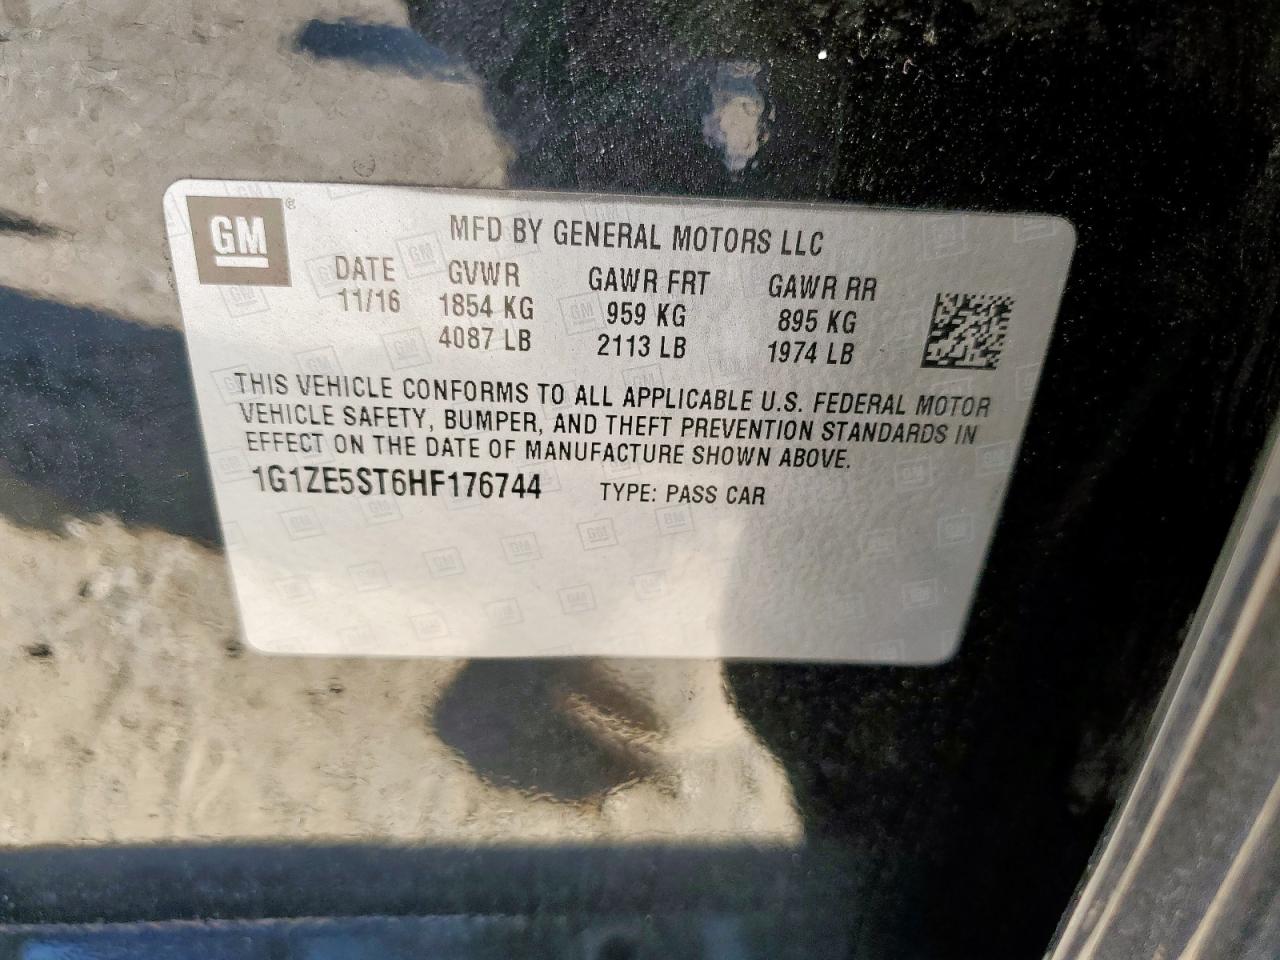 GM®
MFD BY GENERAL MOTORS LLC
DATE GVWR GAWR FRT GAWR RR
11/16 1854 KG 959 KG 895 KG
4087 LB 2113 LB 1974 LB
THIS VEHICLE CONFORMS TO ALL APPLICABLE U.S. FEDERAL MOTOR
VEHICLE SAFETY, BUMPER, AND THEFT PREVENTION STANDARDS IN
EFFECT ON THE DATE OF MANUFACTURE SHOWN ABOVE.
1G1ZE5ST6HF176744 TYPE: PASS CAR